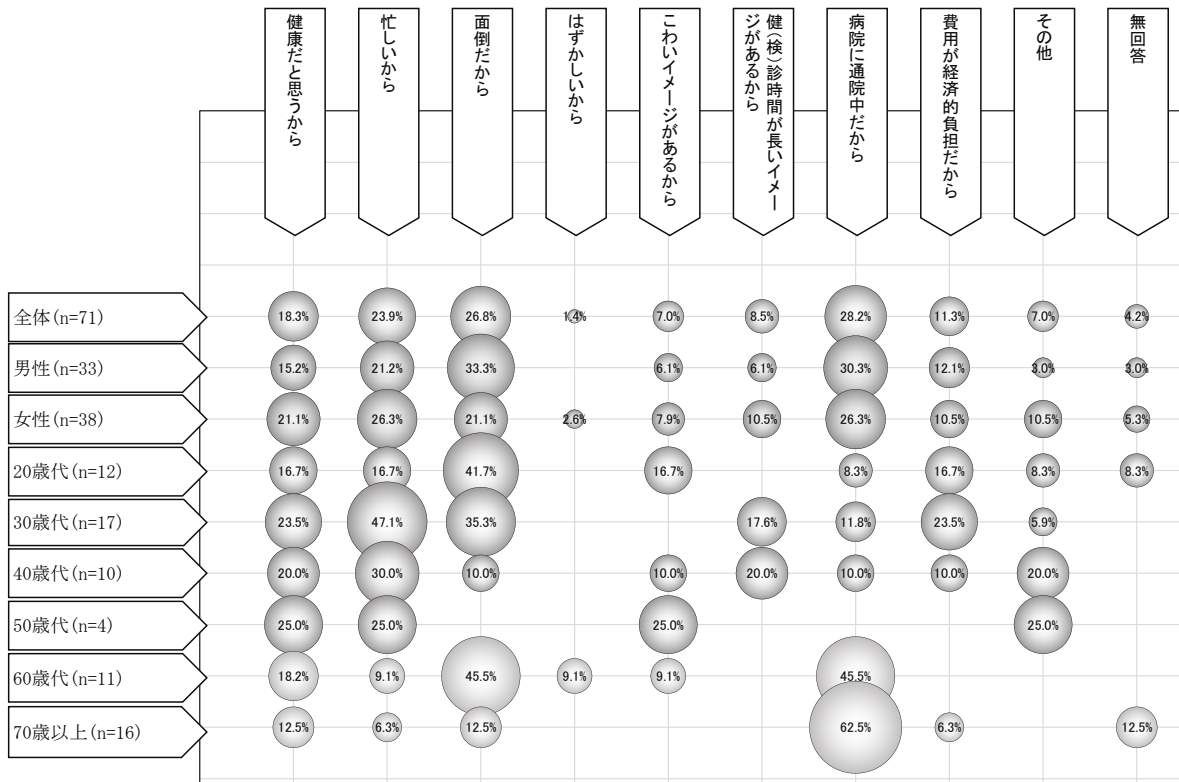 健康だと思うから
忙しいから
面倒だから
はずかしいから
こわいイメージがあるから
健(検)診時間が長いイメー
ジがあるから
病院に通院中だから
費用が経済的負担だから
その他
無回答
全体(n=71)
18.3% 23.9% 26.8% 1.4% 7.0% 8.5% 28.2% 11.3% 7.0% 4.2%
男性(n=33)
15.2% 21.2% 33.3% 6.1% 6.1% 30.3% 12.1% 3.0% 3.0%
女性(n=38)
21.1% 26.3% 21.1% 2.6% 7.9% 10.5% 26.3% 10.5% 10.5% 5.3%
20歳代(n=12)
16.7% 16.7% 41.7% 16.7% 8.3% 16.7% 8.3% 8.3%
30歳代(n=17)
23.5% 47.1% 35.3% 17.6% 11.8% 23.5% 5.9%
40歳代(n=10)
20.0% 30.0% 10.0% 10.0% 20.0% 10.0% 10.0% 20.0%
50歳代(n=4)
25.0% 25.0% 25.0% 25.0%
60歳代(n=11)
18.2% 9.1% 45.5% 9.1% 9.1% 45.5%
70歳以上(n=16)
12.5% 6.3% 12.5% 62.5% 6.3% 12.5%